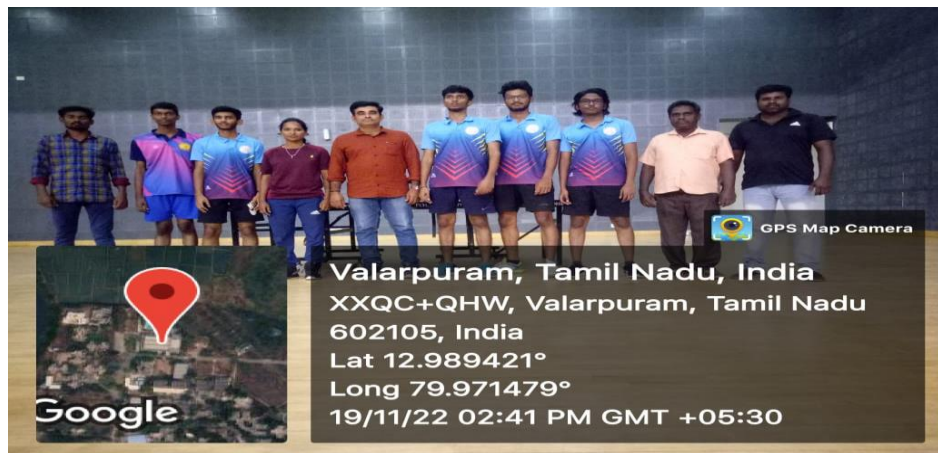 GPS Map Camera
Valarpuram, Tamil Nadu, India
XXQC+QHW, Valarpuram, Tamil Nadu
602105, India
Lat 12.989421°
Long 79.971479°
19/11/22 02:41 PM GMT +05:30
Google